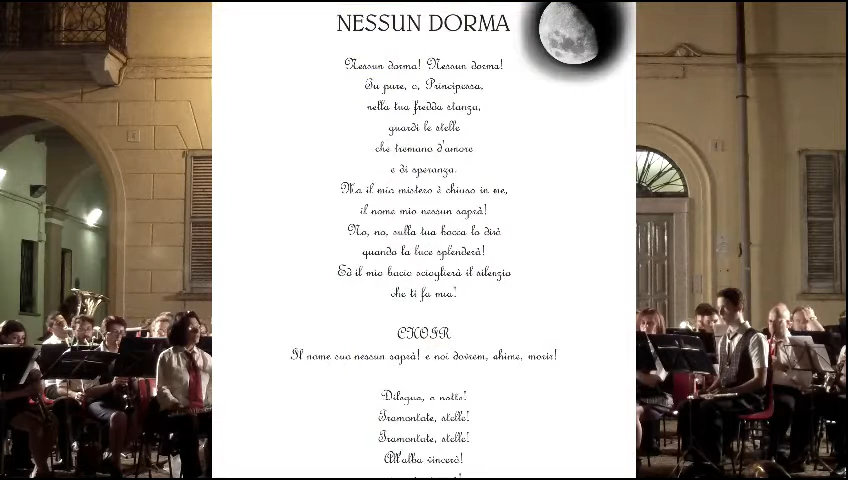 NESSUN DORMA
Nessun dorma! Nessun dorma!
Tu pure, o, Principessa,
nella tua fredda stanza,
guardi le stelle
che tremano d'amore
e di speranza.
Ma il mio mistero è chiuso in me,
il nome mio nessun saprà!
No, no, sulla tua bocca lo dirò
quando la luce splenderà!
Ed il mio bacio scioglierà il silenzio
che ti fa mia!
CHOIR
Il nome suo nessun saprà! e noi dovrem, ahime, morir!
Dilegua, o notte!
Tramontate, stelle!
Tramontate, stelle!
All'alba vincerò!